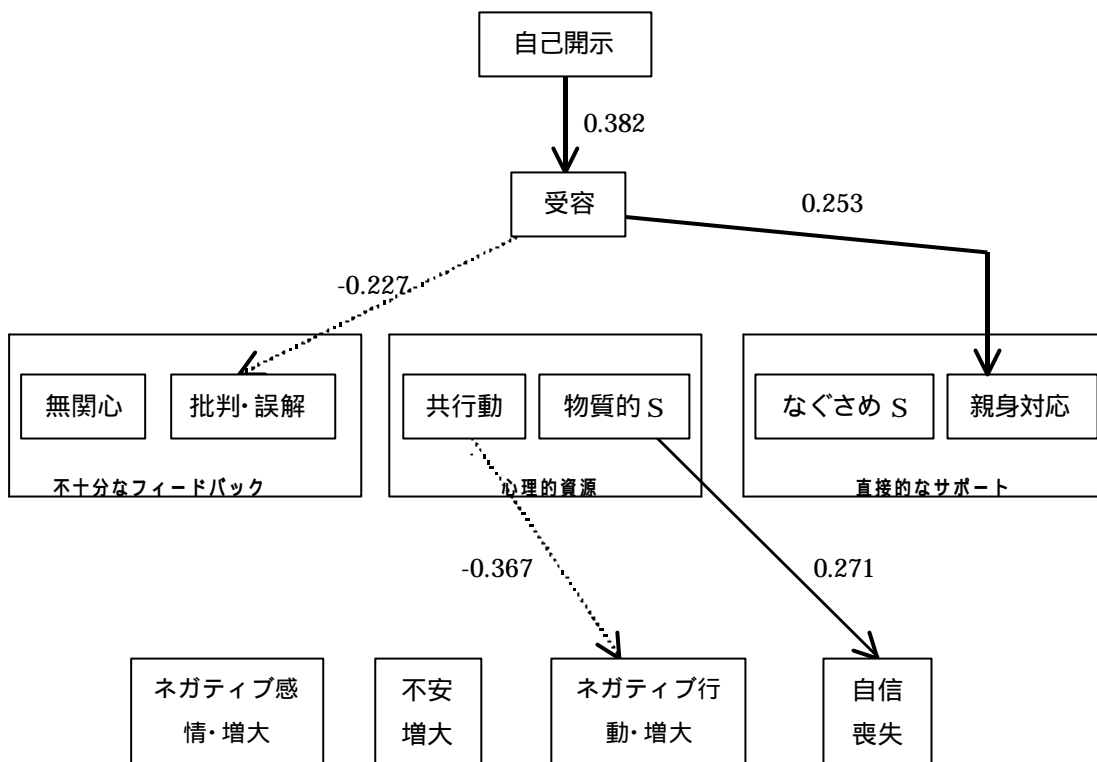 自己開示
0.382
受容
0.253
-0.227
無関心
批判・誤解
共行動
物質的 S
なぐさめ S
親身対応
不十分なフィードバック
心理的資源
直接的なサポート
-0.367
0.271
ネガティブ感
情・増大
不安
増大
ネガティブ行
動・増大
自信
喪失